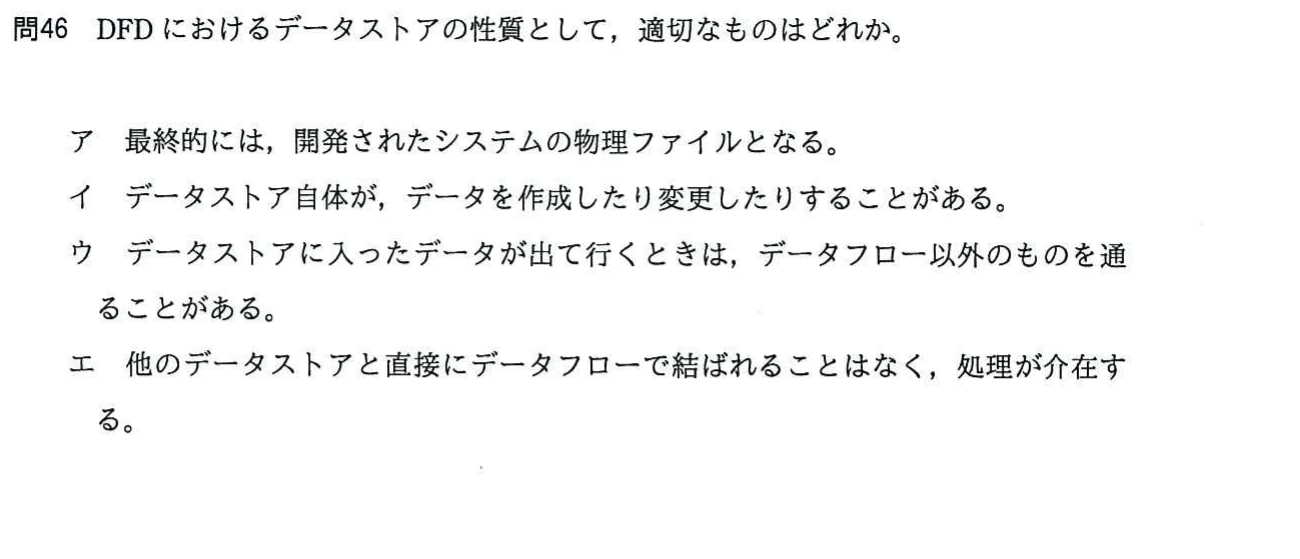 問46 DFD におけるデータストアの性質として，適切なものはどれか。
ア 最終的には，開発されたシステムの物理ファイルとなる。
イ データストア自体が，データを作成したり変更したりすることがある。
ウ データストアに入ったデータが出て行くときは，データフロー以外のものを通
ることがある。
エ 他のデータストアと直接にデータフローで結ばれることはなく，処理が介在す
る。